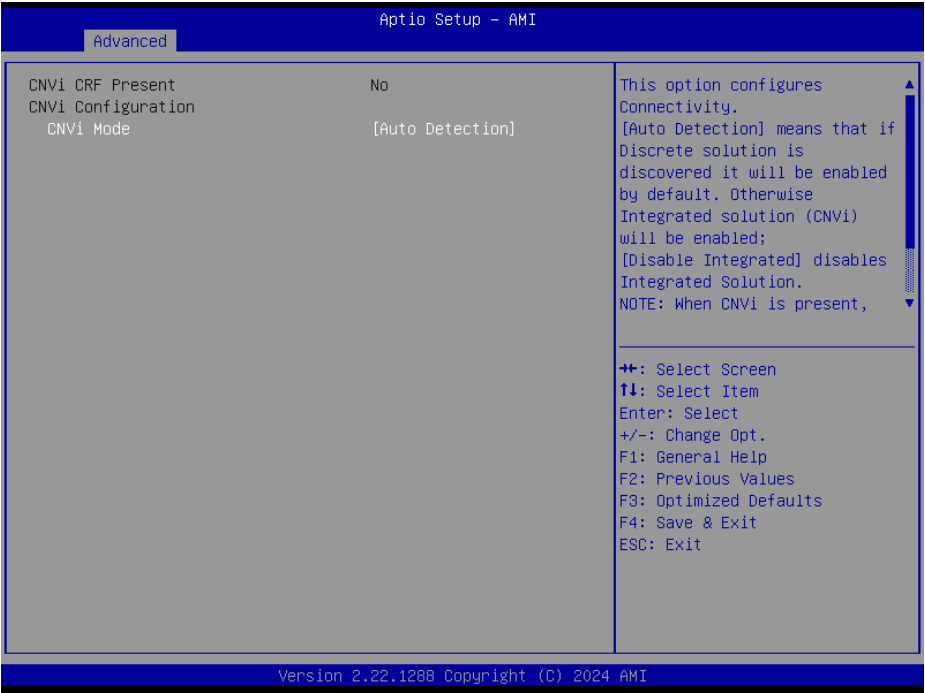 Aptio Setup – AMI
Advanced
CNVi CRF Present No
CNVi Configuration
CNVi Mode [Auto Detection]
This option configures
Connectivity.
[Auto Detection] means that if
Discrete solution is
discovered it will be enabled
by default. Otherwise
Integrated solution (CNVi)
will be enabled;
[Disable Integrated] disables
Integrated Solution.
NOTE: When CNVi is present,
→←: Select Screen
↑↓: Select Item
Enter: Select
+/-: Change Opt.
F1: General Help
F2: Previous Values
F3: Optimized Defaults
F4: Save & Exit
ESC: Exit
Version 2.22.1288 Copyright (C) 2024 AMI